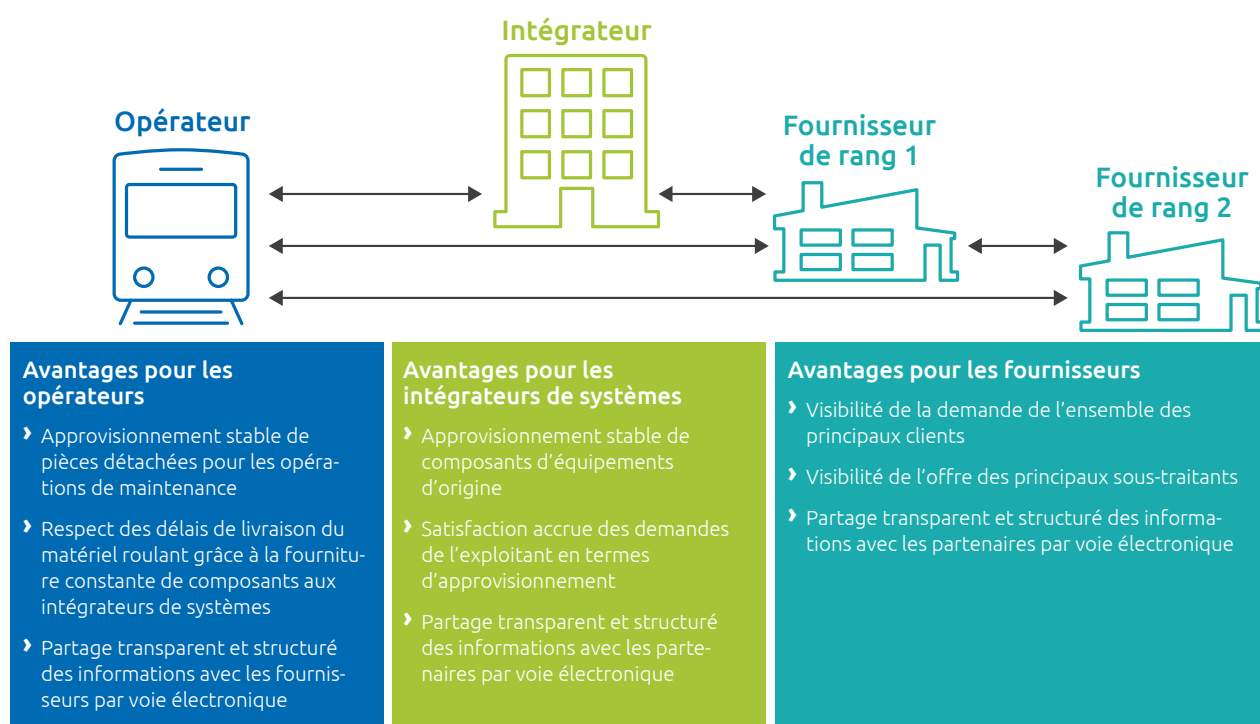 Intégrateur
Opérateur
Fournisseur
de rang 1
Fournisseur
de rang 2
Avantages pour les
opérateurs
› Approvisionnement stable de
pièces détachées pour les opéra-
tions de maintenance
› Respect des délais de livraison du
matériel roulant grâce à la fournitu-
re constante de composants aux
intégrateurs de systèmes
› Partage transparent et structuré
des informations avec les fournis-
seurs par voie électronique
Avantages pour les
intégrateurs de systèmes
› Approvisionnement stable de
composants d’équipements
d’origine
› Satisfaction accrue des demandes
de l’exploitant en termes
d’approvisionnement
› Partage transparent et structuré
des informations avec les parte-
naires par voie électronique
Avantages pour les fournisseurs
› Visibilité de la demande de l’ensemble des
principaux clients
› Visibilité de l’offre des principaux sous-traitants
› Partage transparent et structuré des informa-
tions avec les partenaires par voie électronique